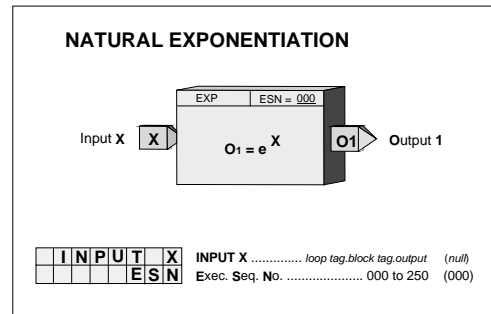 NATURAL EXPONENTIATION
EXP ESN = 000
Input X X O1 = e X O1 Output 1
INPUT X INPUT X .............. loop tag.block tag.output (null)
ESN Exec. Seq. No. ..................... 000 to 250 (000)